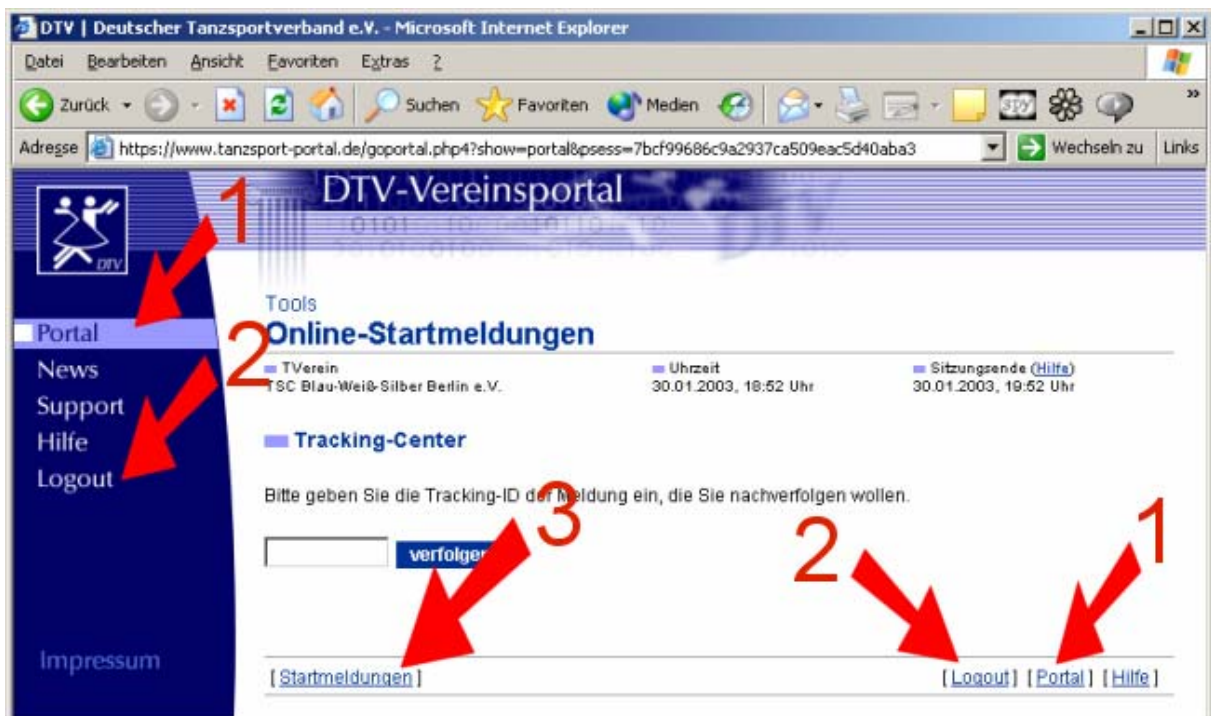 DTV | Deutscher Tanzsportverband e.V. - Microsoft Internet Explorer
Datei Bearbeiten Ansicht Favoriten Extras ?
Zurück Suchen Favoriten Medien spy »
Adresse https://www.tanzsport-portal.de/goportal.php4?show=portal&psess=7bcf99686c9a2937ca509eac5d40aba3 Wechseln zu Links
DTV-Vereinsportal
DTV
1
Tools
Portal
Online-Startmeldungen
2
News
TVerein Uhrzeit Sitzungsende (Hilfe)
TSC Blau-Weiß-Silber Berlin e.V. 30.01.2003, 18:52 Uhr 30.01.2003, 19:52 Uhr
Support
Hilfe
Tracking-Center
Logout
Bitte geben Sie die Tracking-ID der Meldung ein, die Sie nachverfolgen wollen.
3
verfolgen
2
1
Impressum
[ Startmeldungen ] [ Logout ] [ Portal ] [ Hilfe ]